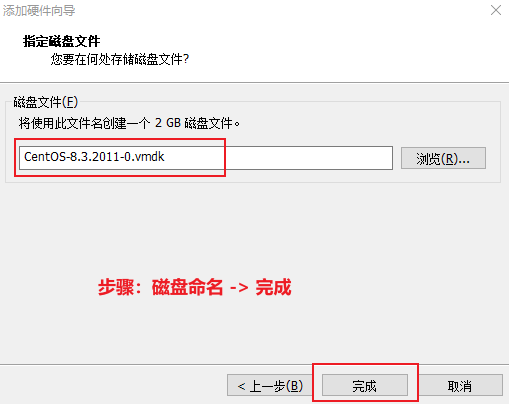 添加硬件向导
指定磁盘文件
您要在何处存储磁盘文件?
磁盘文件(F)
将使用此文件名创建一个 2 GB 磁盘文件。
CentOS-8.3.2011-0.vmdk
浏览(R)...
步骤：磁盘命名 -> 完成
< 上一步(B)
完成
取消